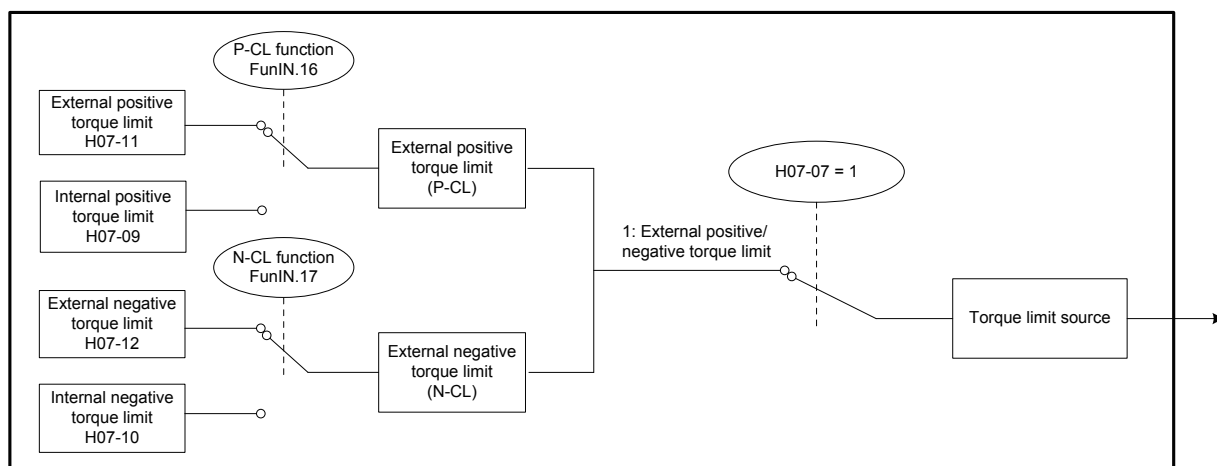 P-CL function
FunIN.16
External positive
torque limit
H07-11
External positive
torque limit
(P-CL)
H07-07 = 1
Internal positive
torque limit
H07-09
1: External positive/
negative torque limit
N-CL function
FunIN.17
External negative
torque limit
H07-12
Torque limit source
External negative
torque limit
(N-CL)
Internal negative
torque limit
H07-10